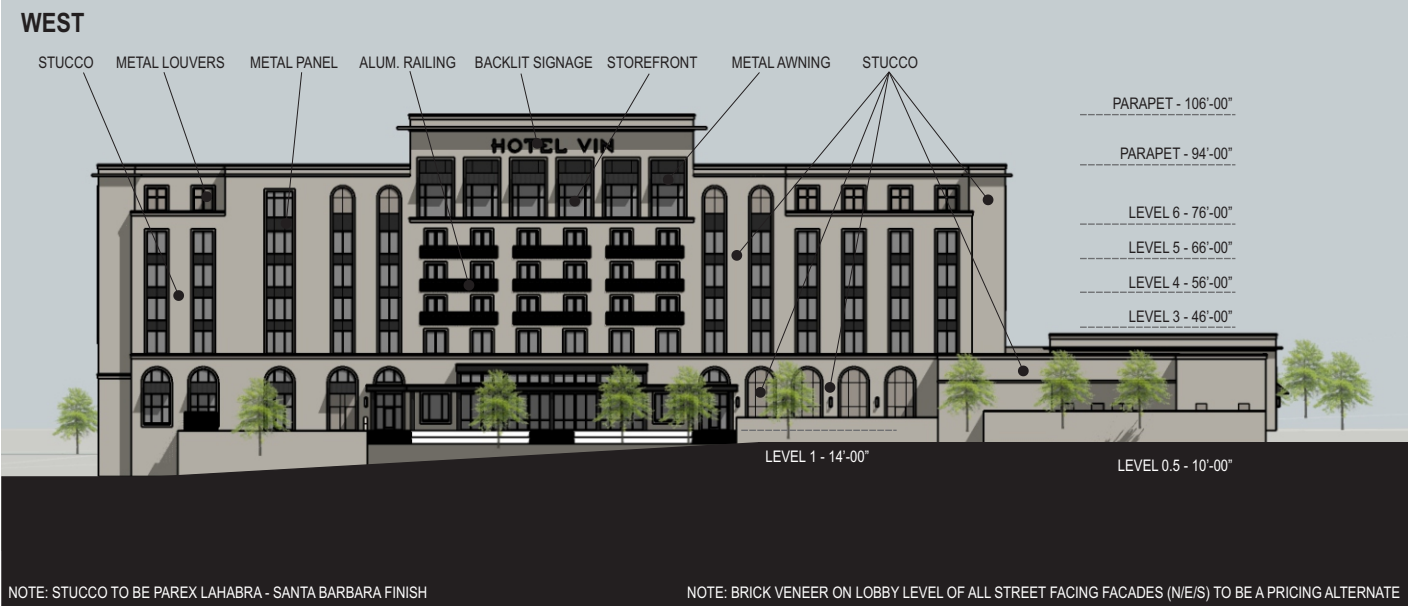 WEST
STUCCO METAL LOUVERS METAL PANEL ALUM. RAILING BACKLIT SIGNAGE STOREFRONT METAL AWNING STUCCO
PARAPET - 106'-00"
HOTEL VIN
PARAPET - 94'-00"
LEVEL 6 - 76'-00"
LEVEL 5 - 66'-00"
LEVEL 4 - 56'-00"
LEVEL 3 - 46'-00"
LEVEL 1 - 14'-00"
LEVEL 0.5 - 10'-00"
NOTE: STUCCO TO BE PAREX LAHABRA - SANTA BARBARA FINISH
NOTE: BRICK VENEER ON LOBBY LEVEL OF ALL STREET FACING FACADES (N/E/S) TO BE A PRICING ALTERNATE